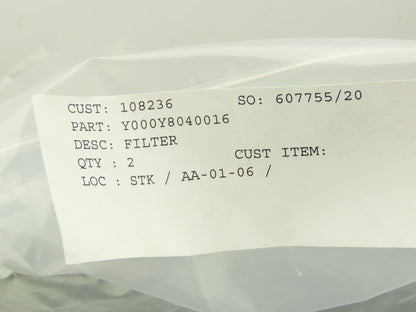 CUST: 108236 SO: 607755/20
PART: Y000Y8040016
DESC: FILTER
QTY : 2 CUST ITEM:
LOC : STK / AA-01-06 /